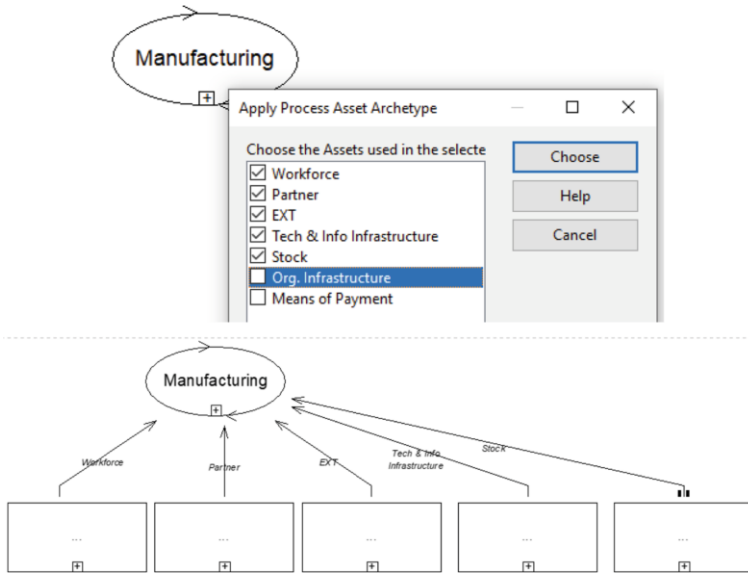 Manufacturing
Apply Process Asset Archetype
Choose the Assets used in the selecte
Workforce
Partner
EXT
Tech & Info Infrastructure
Stock
Org. Infrastructure
Means of Payment
Choose
Help
Cancel
Manufacturing
Workforce
Partner
EXT
Tech & Info
Infrastructure
Stock
...
...
...
...
...